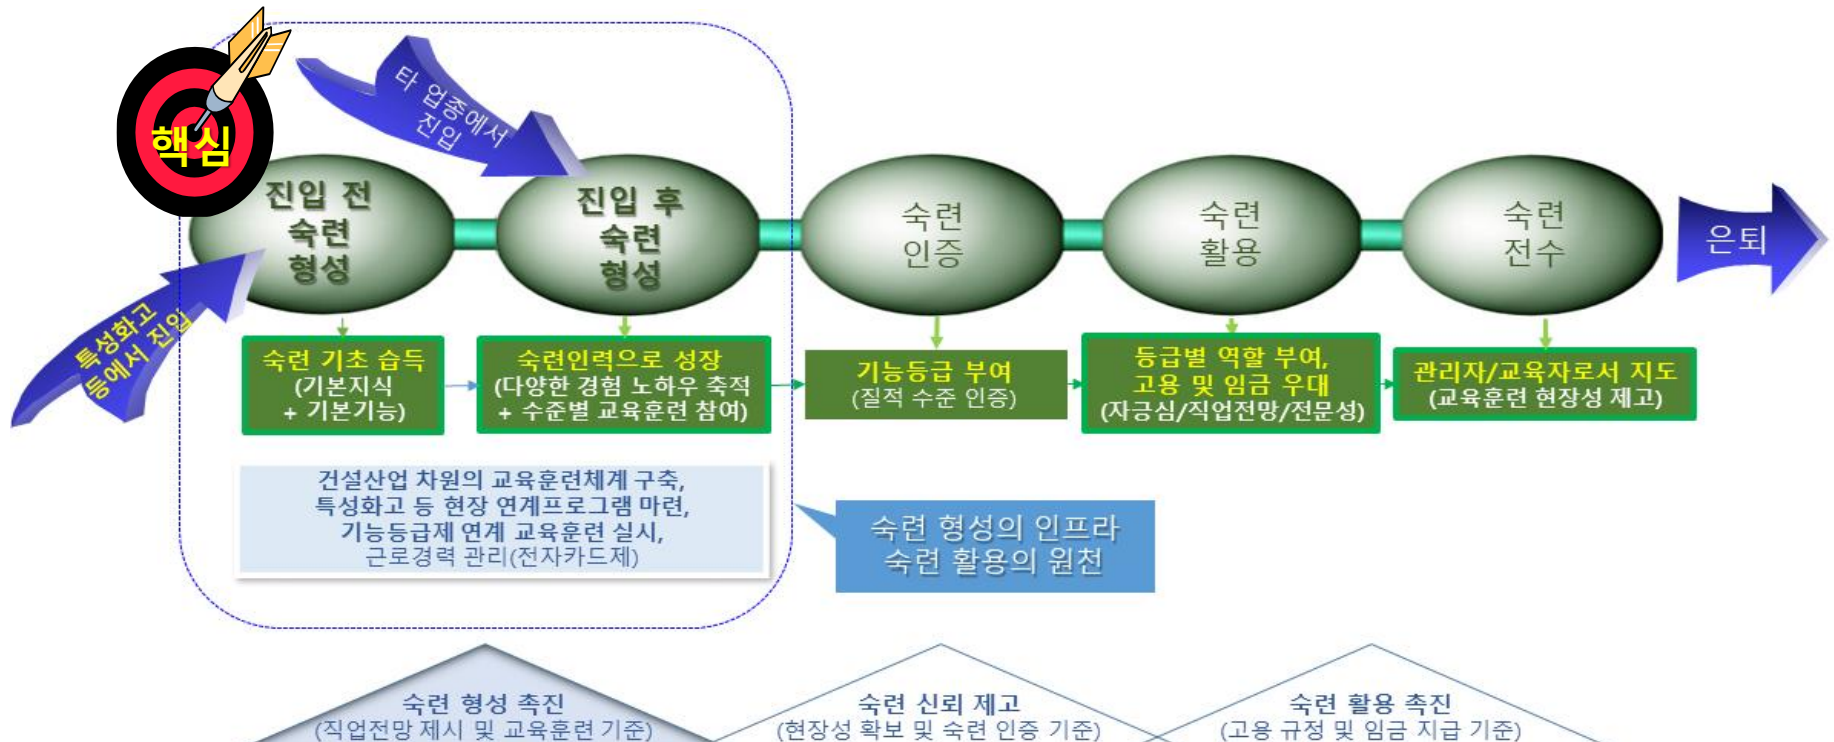 핵심
타 업종에서
진입
특성화고
등에서 진입
진입 전
숙련
형성
진입 후
숙련
형성
숙련
인증
숙련
활용
숙련
전수
은퇴
숙련 기초 습득
(기본지식
+ 기본기능)
숙련인력으로 성장
(다양한 경험 노하우 축적
+ 수준별 교육훈련 참여)
기능등급 부여
(질적 수준 인증)
등급별 역할 부여,
고용 및 임금 우대
(자긍심/직업전망/전문성)
관리자/교육자로서 지도
(교육훈련 현장성 제고)
건설산업 차원의 교육훈련체계 구축,
특성화고 등 현장 연계프로그램 마련,
기능등급제 연계 교육훈련 실시,
근로경력 관리(전자카드제)
숙련 형성의 인프라
숙련 활용의 원천
숙련 형성 촉진
(직업전망 제시 및 교육훈련 기준)
숙련 신뢰 제고
(현장성 확보 및 숙련 인증 기준)
숙련 활용 촉진
(고용 규정 및 임금 지급 기준)